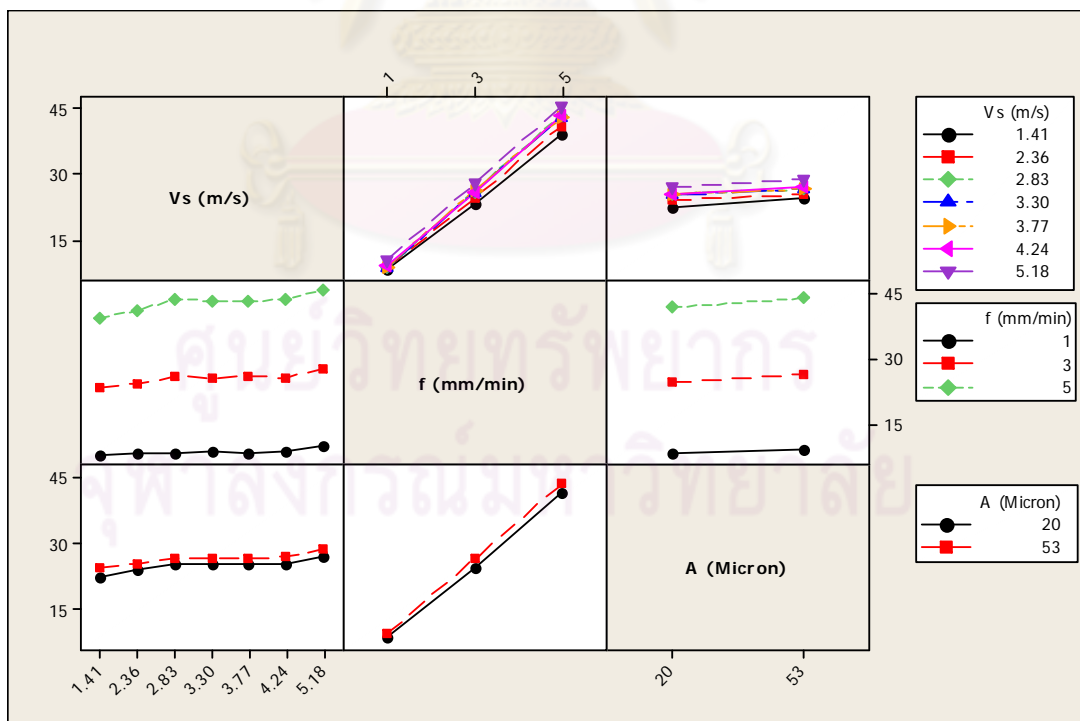 1 3 5
45
30
15
Vs (m/s)
Vs (m/s)
1.41
2.36
2.83
3.30
3.77
4.24
5.18
f (mm/min)
45
30
15
f (mm/min)
1
3
5
45
30
15
A (Micron)
A (Micron)
20
53
1.41 2.36 2.83 3.30 3.77 4.24 5.18
20 53
ศูนย์วิทยทรัพยากร
จุฬาลงกรณ์มหาวิทยาลัย